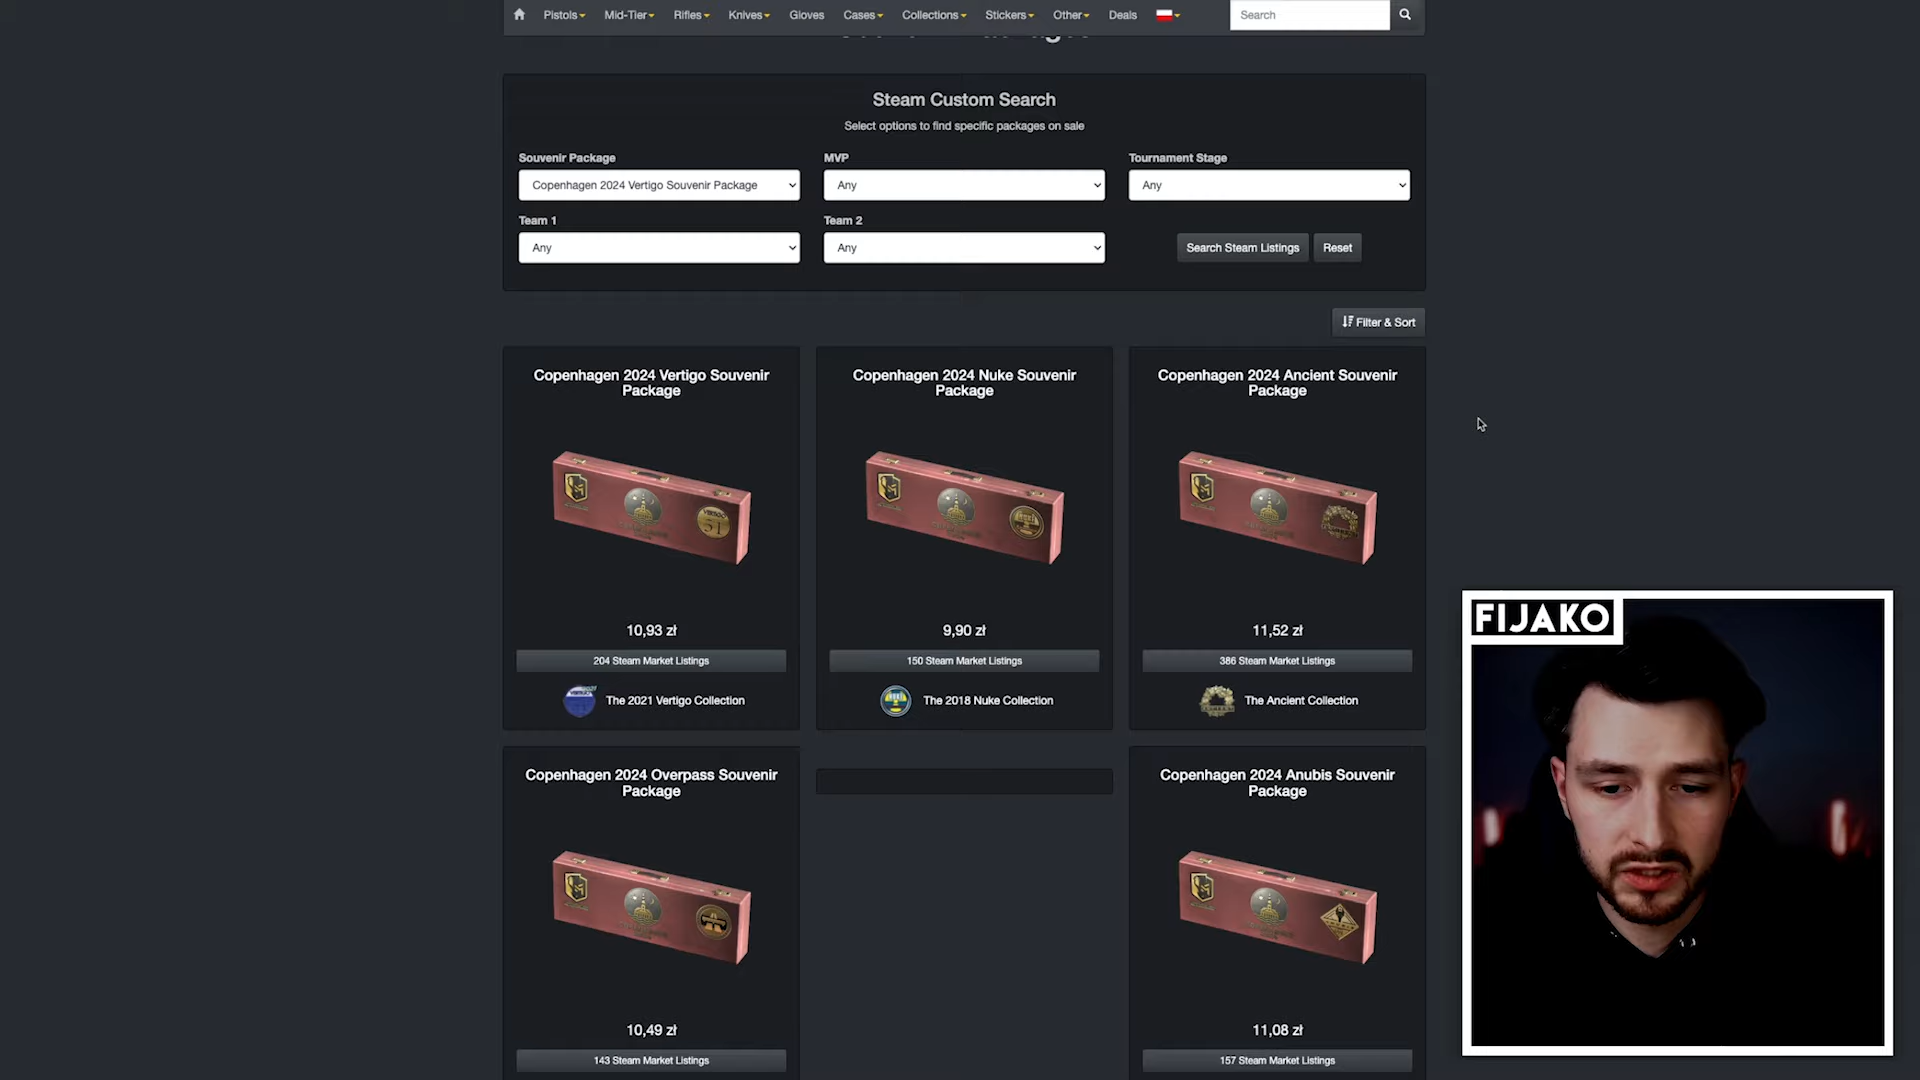 Pistols Mid-Tier Rifles Knives Gloves Cases Collections Stickers Other Deals Search
Steam Custom Search
Select options to find specific packages on sale
Souvenir Package MVP Tournament Stage
Copenhagen 2024 Vertigo Souvenir Package Any Any
Team 1 Team 2
Any Any Search Steam Listings Reset
Filter & Sort
Copenhagen 2024 Vertigo Souvenir
Package
10,93 zł
204 Steam Market Listings
The 2021 Vertigo Collection
Copenhagen 2024 Nuke Souvenir
Package
9,90 zł
150 Steam Market Listings
The 2018 Nuke Collection
Copenhagen 2024 Ancient Souvenir
Package
11,52 zł
386 Steam Market Listings
The Ancient Collection
Copenhagen 2024 Overpass Souvenir
Package
10,49 zł
143 Steam Market Listings
Copenhagen 2024 Anubis Souvenir
Package
11,08 zł
157 Steam Market Listings
FIJAKO